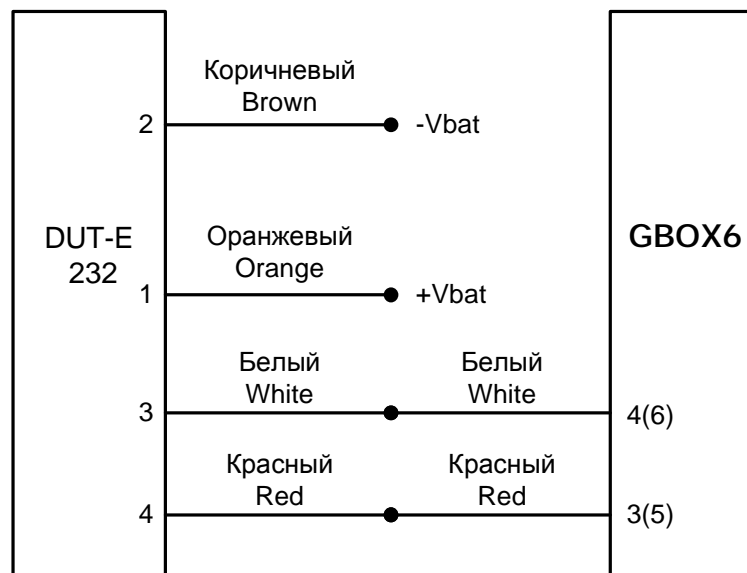 Коричневый
Brown
2
-Vbat
DUT-E
232
Оранжевый
Orange
GBOX6
1
+Vbat
Белый
White
Белый
White
3
4(6)
Красный
Red
Красный
Red
4
3(5)